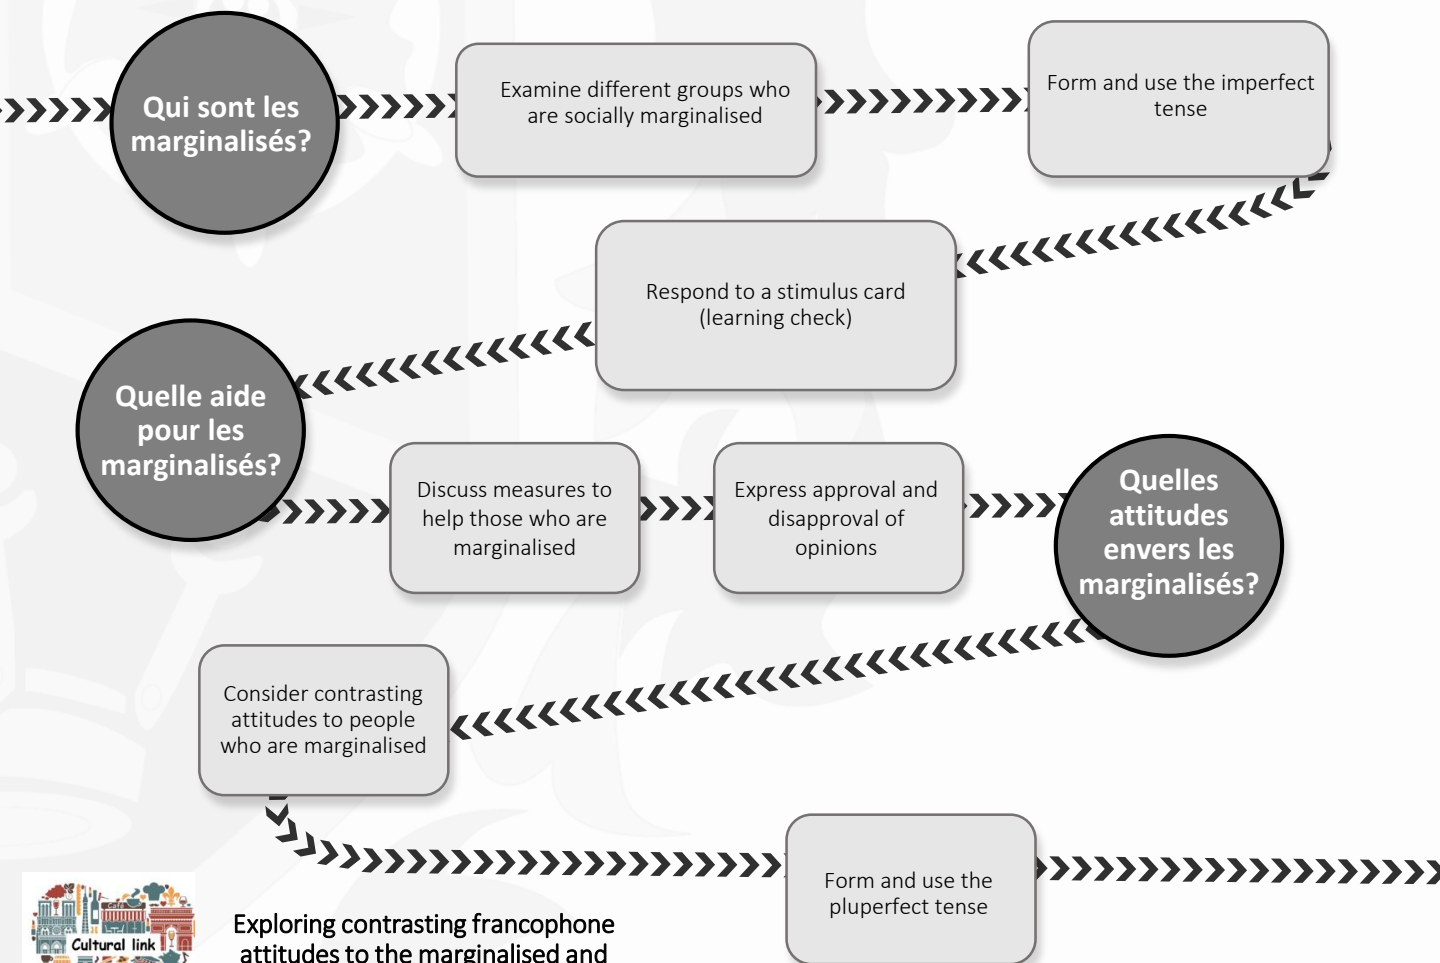 Qui sont les
marginalisés?
Examine different groups who
are socially marginalised
Form and use the imperfect
tense
Respond to a stimulus card
(learning check)
Quelle aide
pour les
marginalisés?
Discuss measures to
help those who are
marginalised
Express approval and
disapproval of
opinions
Quelles
attitudes
envers les
marginalisés?
Consider contrasting
attitudes to people
who are marginalised
Form and use the
pluperfect tense
Cultural link
Exploring contrasting francophone
attitudes to the marginalised and